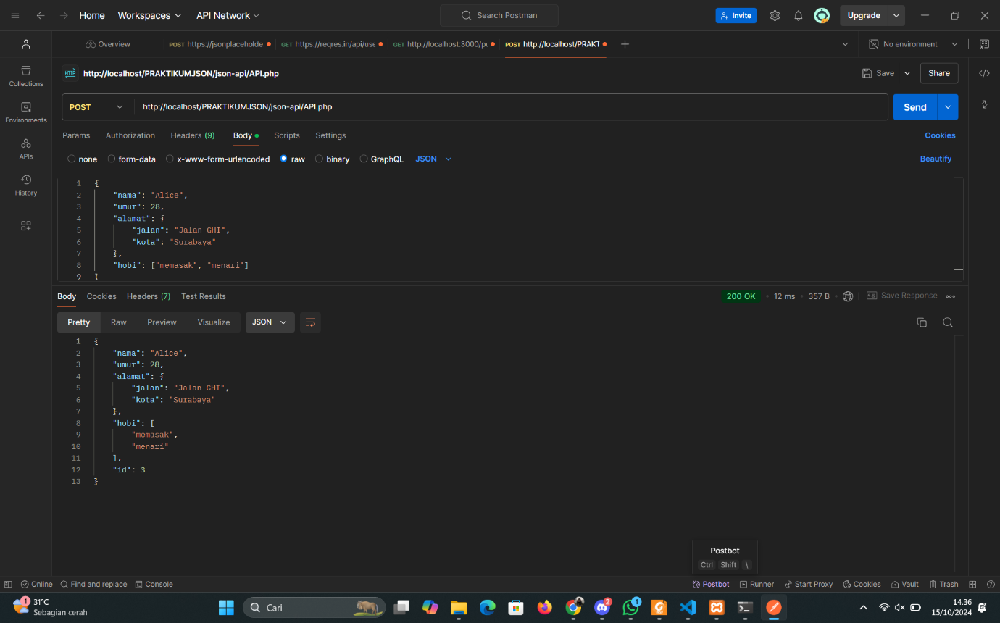 Home Workspaces API Network Search Postman Invite Upgrade
Overview POST https://jsonplaceholde GET https://reqres.in/api/use GET http://localhost:3000/po POST http://localhost/PRAKT No environment
HTTP http://localhost/PRAKTIKUMJSON/json-api/API.php Save Share
POST http://localhost/PRAKTIKUMJSON/json-api/API.php Send
Params Authorization Headers (9) Body Scripts Settings Cookies
none form-data x-www-form-urlencoded raw binary GraphQL JSON Beautify
Collections
Environments
APIs
History
1 {
2 "nama": "Alice",
3 "umur": 28,
4 "alamat": {
5 "jalan": "Jalan GHI",
6 "kota": "Surabaya"
7 },
8 "hobi": ["memasak", "menari"]
9 }
Body Cookies Headers (7) Test Results 200 OK 12 ms 357 B Save Response
Pretty Raw Preview Visualize JSON
1 {
2 "nama": "Alice",
3 "umur": 28,
4 "alamat": {
5 "jalan": "Jalan GHI",
6 "kota": "Surabaya"
7 },
8 "hobi": [
9 "memasak",
10 "menari"
11 ],
12 "id": 3
13 }
Postbot
Ctrl Shift \
Online Find and replace Console Postbot Runner Start Proxy Cookies Vault Trash
1 31°C
Sebagian cerah
Cari
2
1
14.36
15/10/2024